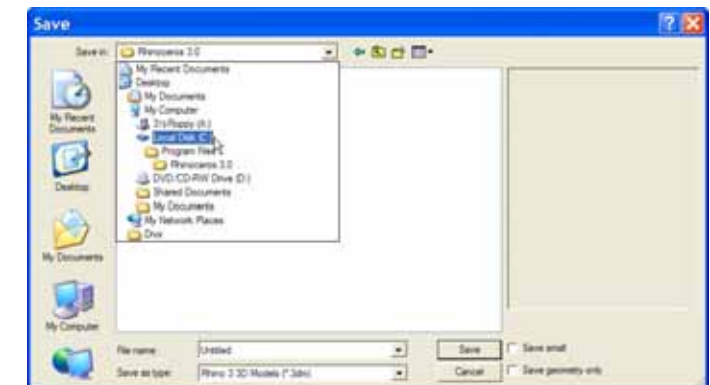 Save
Save in:
Rhinoceros 3.0
My Recent Documents
Desktop
My Documents
My Computer
3½ Floppy (A:)
Local Disk (C:)
Program Files
Rhinoceros 3.0
DVD/CD-RW Drive (D:)
Shared Documents
My Documents
My Network Places
Divx
My Recent
Documents
Desktop
My Documents
My Computer
File name:
Untitled
Save
Save small
Save as type:
Rhino 3 3D Models (*.3dm)
Cancel
Save geometry only